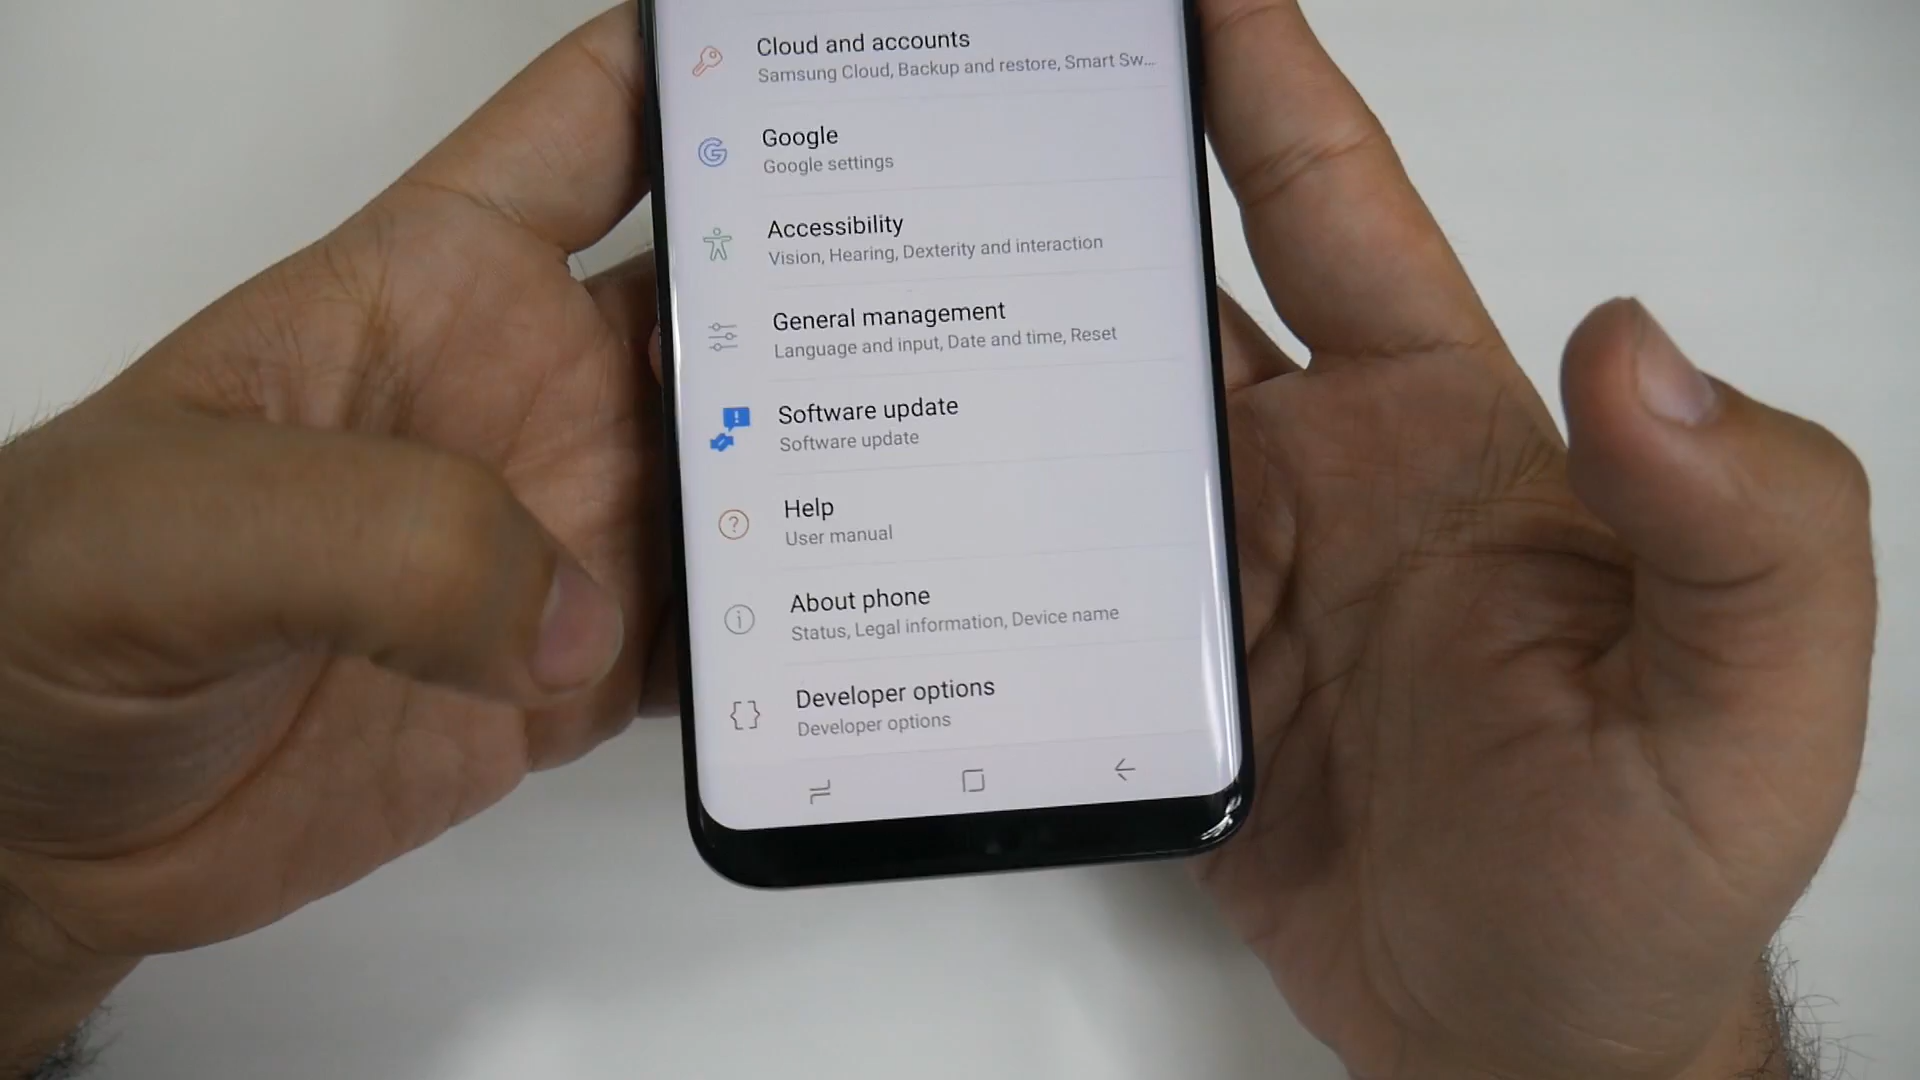 Cloud and accounts
Samsung Cloud, Backup and restore, Smart Sw...
Google
Google settings
Accessibility
Vision, Hearing, Dexterity and interaction
General management
Language and input, Date and time, Reset
Software update
Software update
Help
User manual
About phone
Status, Legal information, Device name
Developer options
Developer options